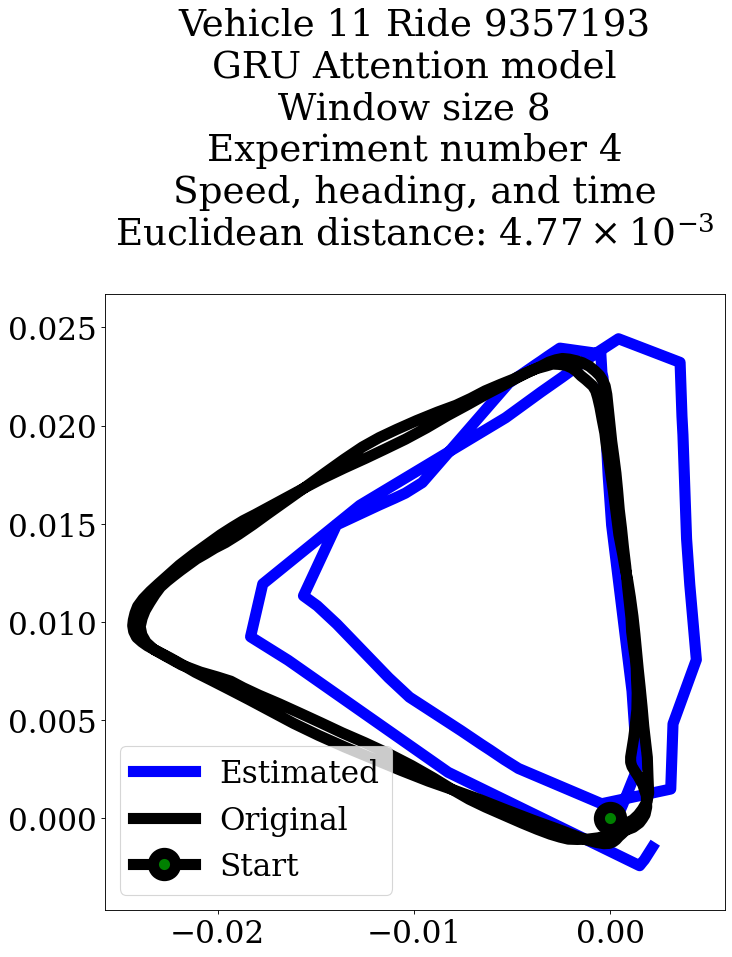 Vehicle 11 Ride 9357193
GRU Attention model
Window size 8
Experiment number 4
Speed, heading, and time
Euclidean distance: 4.77 × 10⁻³
0.025
0.020
0.015
0.010
0.005
0.000
Estimated
Original
Start
−0.02
−0.01
0.00